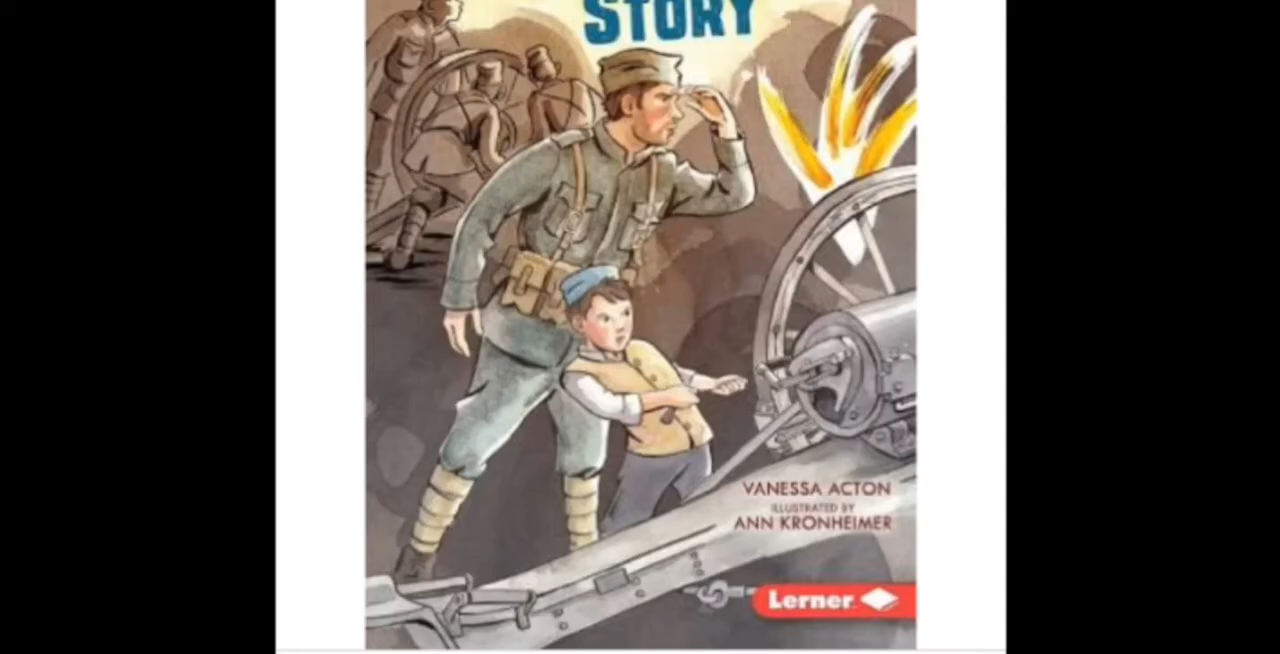 STORY
VANESSA ACTON
ILLUSTRATED BY
ANN KRONHEIMER
Lerner